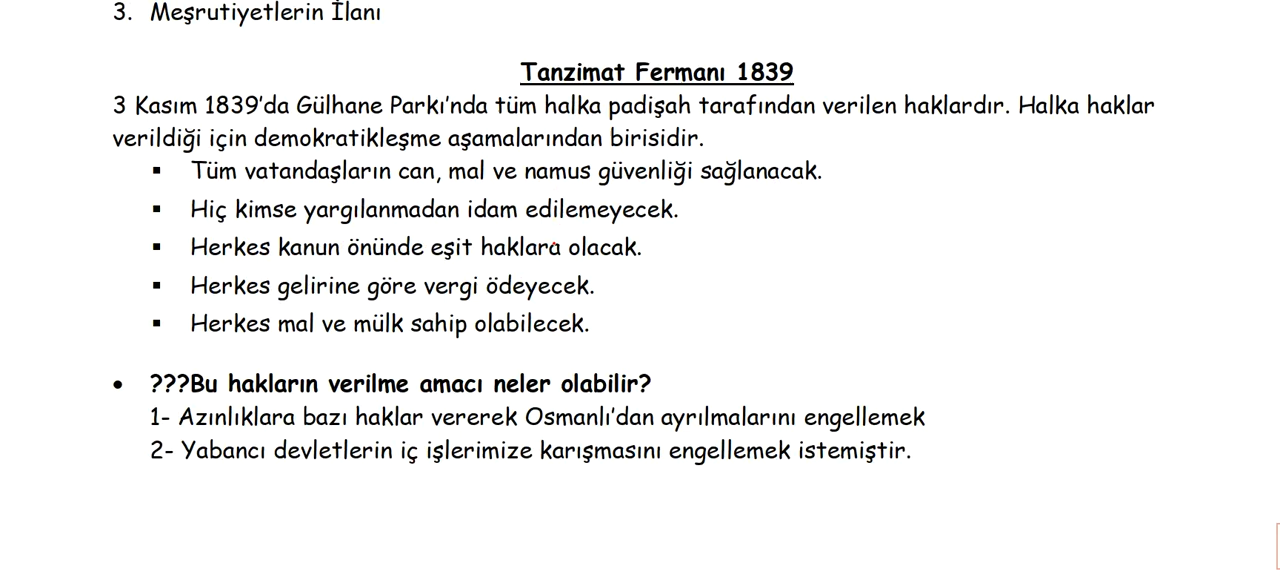 3. Meşrutiyetlerin İlanı
Tanzimat Fermanı 1839
3 Kasım 1839’da Gülhane Parkı’nda tüm halka padişah tarafından verilen haklardır. Halka haklar
verildiği için demokratikleşme aşamalarından birisidir.
▪ Tüm vatandaşların can, mal ve namus güvenliği sağlanacak.
▪ Hiç kimse yargılanmadan idam edilemeyecek.
▪ Herkes kanun önünde eşit haklara olacak.
▪ Herkes gelirine göre vergi ödeyecek.
▪ Herkes mal ve mülk sahip olabilecek.
• ???Bu hakların verilme amacı neler olabilir?
1- Azınlıklara bazı haklar vererek Osmanlı’dan ayrılmalarını engellemek
2- Yabancı devletlerin iç işlerimize karışmasını engellemek istemiştir.